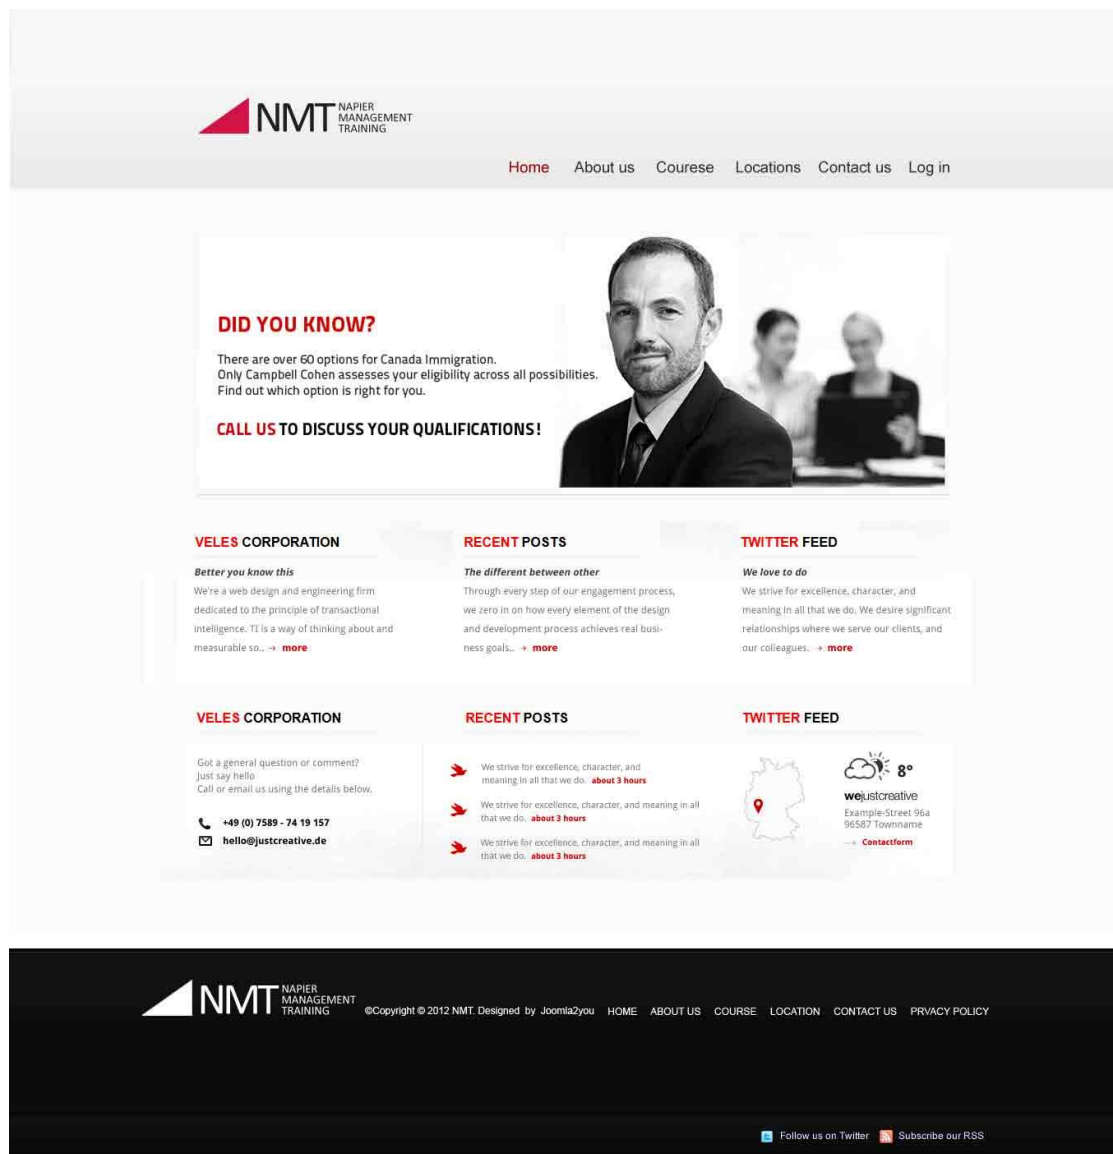 NMT NAPIER
MANAGEMENT
TRAINING
Home About us Courese Locations Contact us Log in
DID YOU KNOW?
There are over 60 options for Canada Immigration.
Only Campbell Cohen assesses your eligibility across all possibilities.
Find out which option is right for you.
CALL US TO DISCUSS YOUR QUALIFICATIONS!
VELES CORPORATION
Better you know this
We're a web design and engineering firm
dedicated to the principle of transactional
intelligence. TI is a way of thinking about and
measurable so.. → more
RECENT POSTS
The different between other
Through every step of our engagement process,
we zero in on how every element of the design
and development process achieves real busi-
ness goals.. → more
TWITTER FEED
We love to do
We strive for excellence, character, and
meaning in all that we do. We desire significant
relationships where we serve our clients, and
our colleagues. → more
VELES CORPORATION
Got a general question or comment?
Just say hello
Call or email us using the details below.
+49 (0) 7589 - 74 19 157
hello@justcreative.de
RECENT POSTS
We strive for excellence, character, and
meaning in all that we do. about 3 hours
We strive for excellence, character, and meaning in all
that we do. about 3 hours
We strive for excellence, character, and meaning in all
that we do. about 3 hours
TWITTER FEED
8°
wejustcreative
Example-Street 96a
96587 Townname
Contactform
NMT NAPIER
MANAGEMENT
TRAINING
©Copyright © 2012 NMT. Designed by Joomla2you HOME ABOUT US COURSE LOCATION CONTACT US PRVACY POLICY
Follow us on Twitter Subscribe our RSS